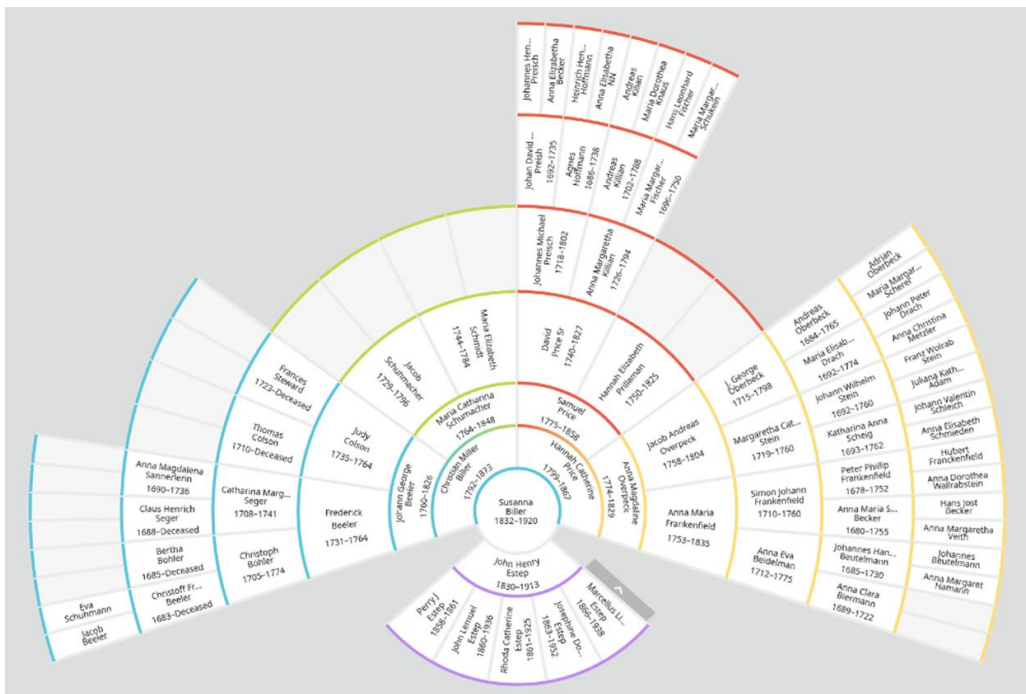 Johannes Hen...
Preisch
Anna Elizabetha
Becker
Heinrich Hen...
Hoffmann
Anna Elisabetha
NN
Andreas
Kilian
Maria Dorothea
Knaus
Hans Leonhard
Fischer
Maria Margar...
Schukein
Johan David ...
Preish
1692–1735
Agnes
Hoffmann
1686–1738
Andreas
Killian
1702–1788
Maria Margar...
Fischer
1696–1750
Johannes Michael
Preisch
1718–1802
Anna Margaretha
Killian
1726–1794
Maria Elizabeth
Schmidt
1744–1784
David
Price Sr
1740–1827
Jacob
Schuhmacher
1729–1796
Hannah Elizabeth
Prilleman
1750–1825
Frances
Steward
1723–Deceased
Thomas
Colson
1710–Deceased
Judy
Colson
1735–1764
Maria Catharina
Schumacher
1764–1848
Samuel
Price
1775–1858
Jacob Andreas
Overpeck
1758–1804
J. George
Oberbeck
1715–1798
Margaretha Cat...
Stein
1719–1760
Andreas
Oberbeck
1684–1765
Maria Elisab...
Drach
1692–1774
Johann Wilhelm
Stein
1692–1760
Katharina Anna
Scheig
1693–1762
Adrian
Oberbeck
Maria Margar...
Scherer
Johann Peter
Drach
Anna Christina
Metzler
Franz Wolrab
Stein
Juliana Kath...
Adam
Johann Valentin
Schleich
Anna Elisabeth
Schmieden
Hubert
Franckenfield
Anna Dorothea
Wallrabstein
Hans Jost
Becker
Anna Margaretha
Veith
Johannes
Beutelmann
Anna Margaret
Hamann
Peter Phillip
Frankenfield
1678–1752
Anna Maria S...
Becker
1680–1755
Johannes Han...
Beutelmann
1685–1730
Anna Clara
Biermann
1689–1722
Simon Johann
Frankenfield
1710–1760
Anna Eva
Beidelman
1712–1775
Anna Maria
Frankenfield
1753–1835
Anna Magdaline
Overpeck
1774–1829
Hannah Catherine
Price
1799–1867
Christian Miller
Biller
1792–1873
Johann George
Beeler
1760–1826
Frederick
Beeler
1731–1764
Catharina Marg...
Seger
1708–1741
Christoph
Bohler
1705–1774
Anna Magdalena
Sannerlerin
1690–1736
Claus Henrich
Seger
1688–Deceased
Bertha
Bohler
1685–Deceased
Christoff Fr...
Beeler
1683–Deceased
Eva
Schunmann
Jacob
Beeler
Susanna
Biller
1832–1920
John Henry
Estep
1830–1913
Perry J
Estep
1858–1861
John Lemuel
Estep
1860–1936
Rhoda Catherine
Estep
1861–1925
Josephine Do...
Estep
1863–1952
Marcellus Li...
Estep
1866–1938